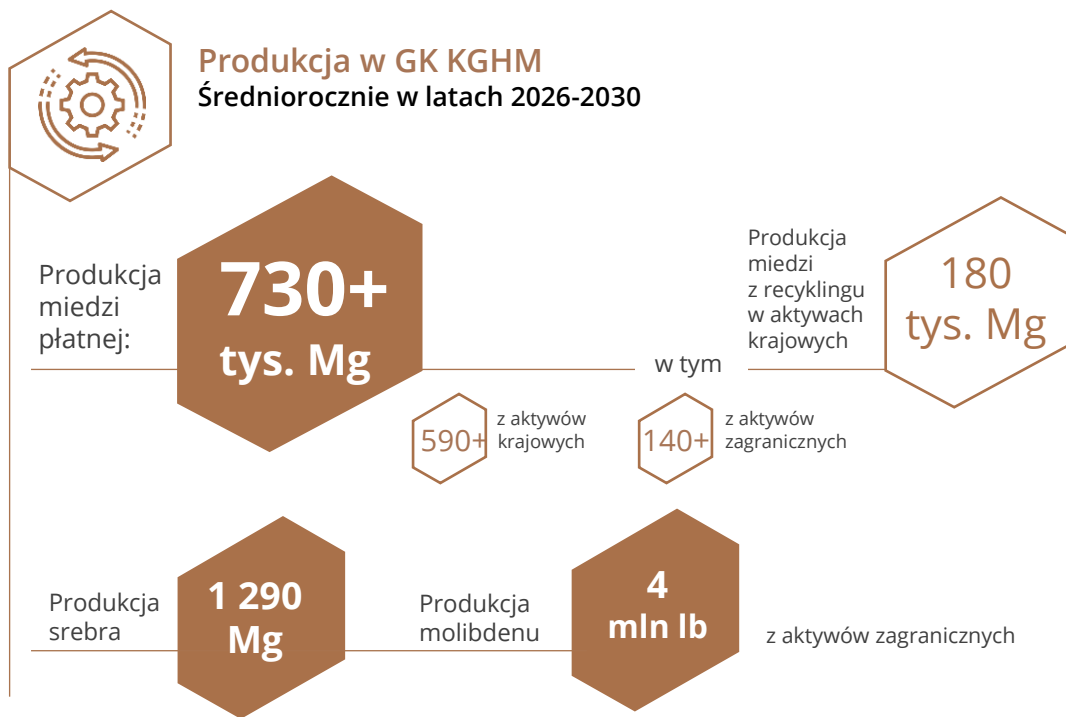 Produkcja w GK KGHM
Średniorocznie w latach 2026-2030
Produkcja
miedzi
płatnej:
730+
tys. Mg
w tym
Produkcja
miedzi
z recyklingu
w aktywach
krajowych
180
tys. Mg
590+
z aktywów
krajowych
140+
z aktywów
zagranicznych
Produkcja
srebra
1 290
Mg
Produkcja
molibdenu
4
mln lb
z aktywów zagranicznych